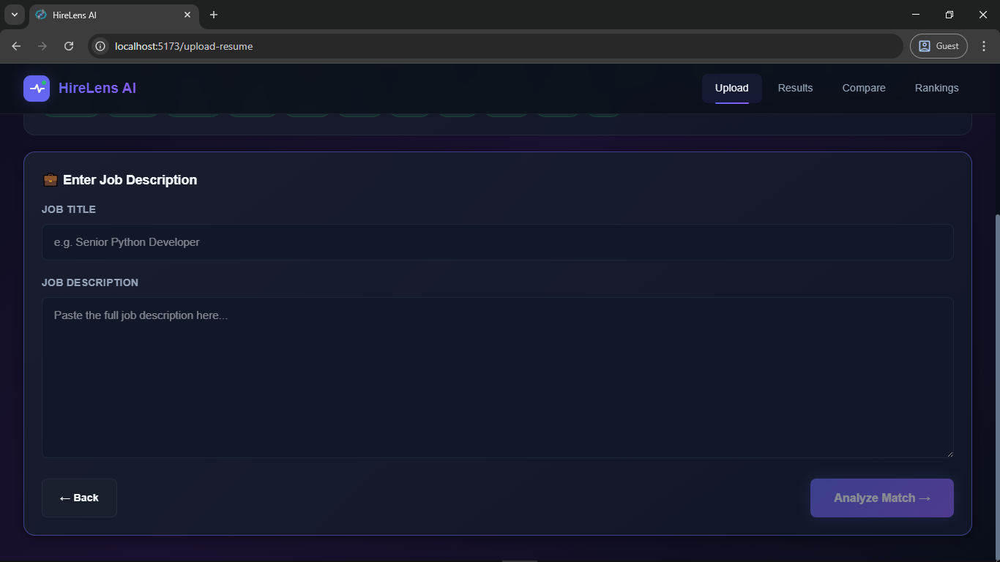 HireLens AI
localhost:5173/upload-resume
Guest
HireLens AI
Upload
Results
Compare
Rankings
Enter Job Description
JOB TITLE
e.g. Senior Python Developer
JOB DESCRIPTION
Paste the full job description here...
← Back
Analyze Match →